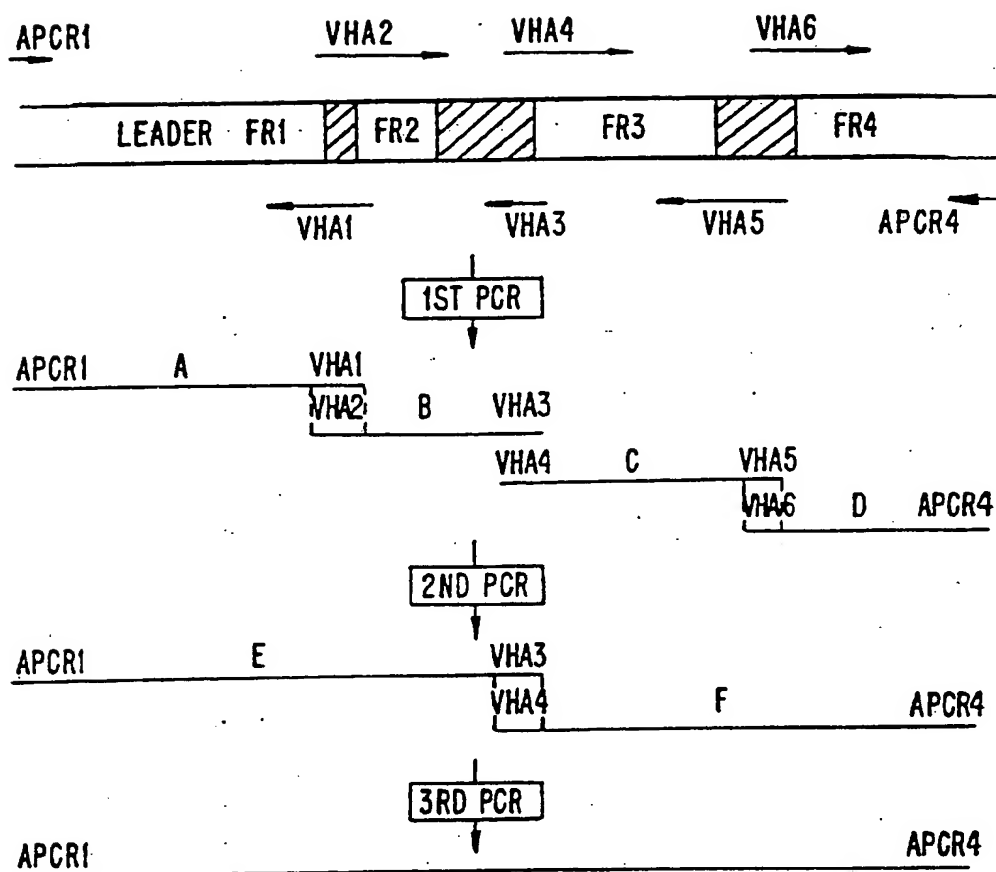 APCR1 VHA2 VHA4 VHA6
LEADER FR1 FR2 FR3 FR4
VHA1 VHA3 VHA5 APCR4
1ST PCR
APCR1 A VHA1
VHA2 B VHA3
VHA4 C VHA5
VHA6 D APCR4
2ND PCR
APCR1 E VHA3
VHA4 F APCR4
3RD PCR
APCR1 APCR4